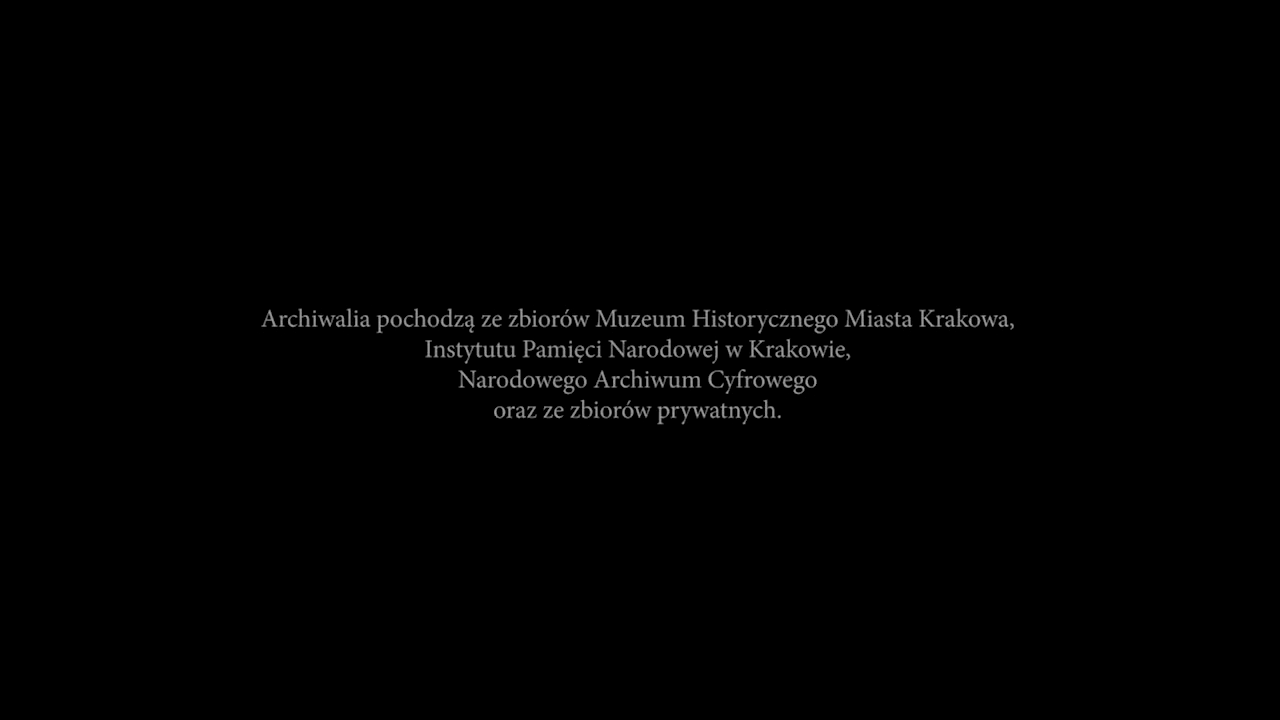 Archiwalia pochodzą ze zbiorów Muzeum Historycznego Miasta Krakowa,
Instytutu Pamięci Narodowej w Krakowie,
Narodowego Archiwum Cyfrowego
oraz ze zbiorów prywatnych.